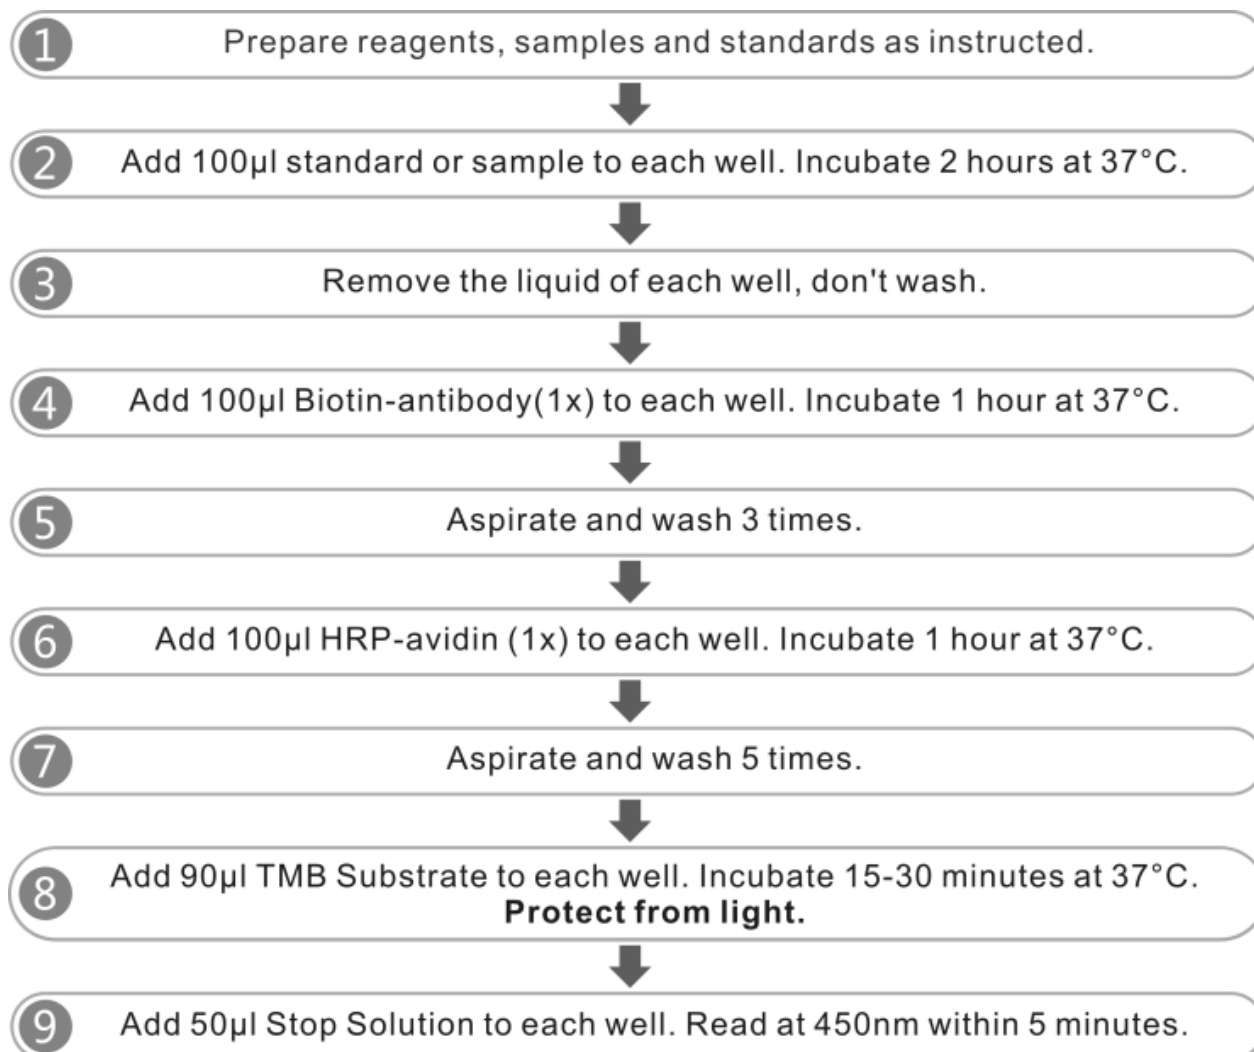 1 Prepare reagents, samples and standards as instructed.
2 Add 100µl standard or sample to each well. Incubate 2 hours at 37°C.
3 Remove the liquid of each well, don't wash.
4 Add 100µl Biotin-antibody(1x) to each well. Incubate 1 hour at 37°C.
5 Aspirate and wash 3 times.
6 Add 100µl HRP-avidin (1x) to each well. Incubate 1 hour at 37°C.
7 Aspirate and wash 5 times.
8 Add 90µl TMB Substrate to each well. Incubate 15-30 minutes at 37°C.
Protect from light.
9 Add 50µl Stop Solution to each well. Read at 450nm within 5 minutes.